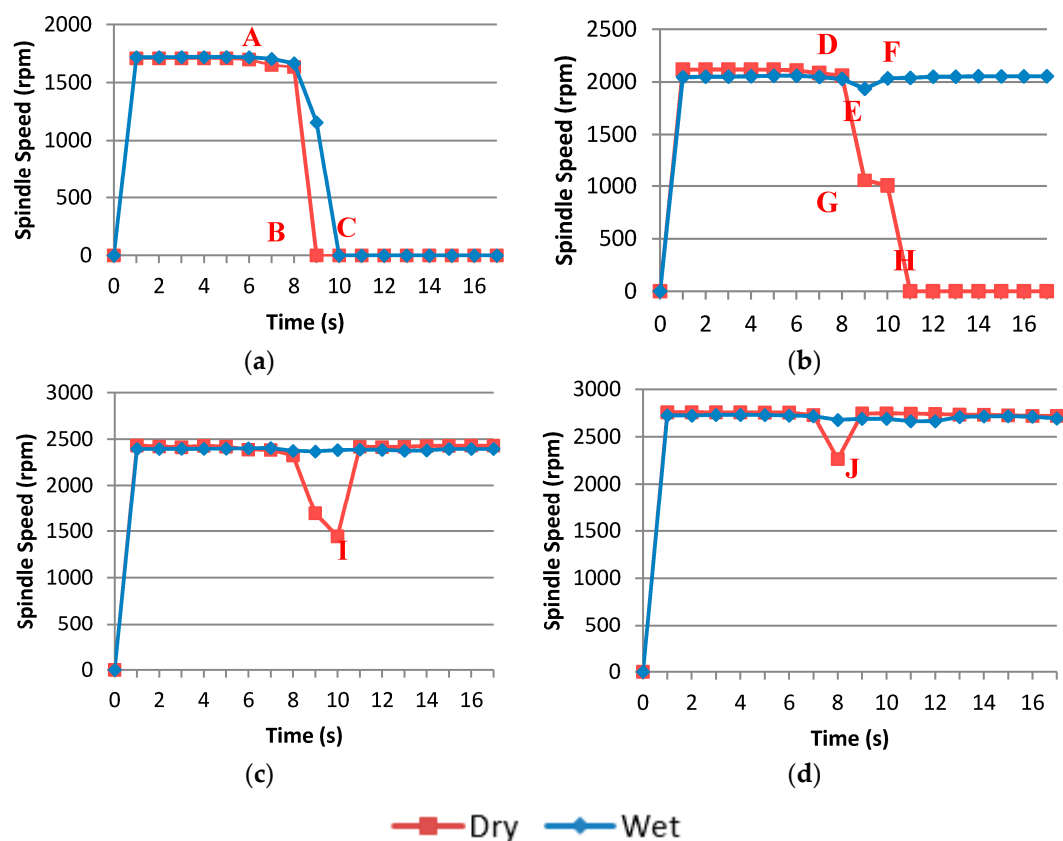 2000
1500
1000
500
0
Spindle Speed (rpm)
A
B
C
0 2 4 6 8 10 12 14 16
Time (s)
(a)
2500
2000
1500
1000
500
0
Spindle Speed (rpm)
D
F
E
G
H
0 2 4 6 8 10 12 14 16
(b)
3000
2500
2000
1500
1000
500
0
Spindle Speed (rpm)
I
0 2 4 6 8 10 12 14 16
Time (s)
(c)
3000
2500
2000
1500
1000
500
0
Spindle Speed (rpm)
J
0 2 4 6 8 10 12 14 16
Time (s)
(d)
Dry Wet